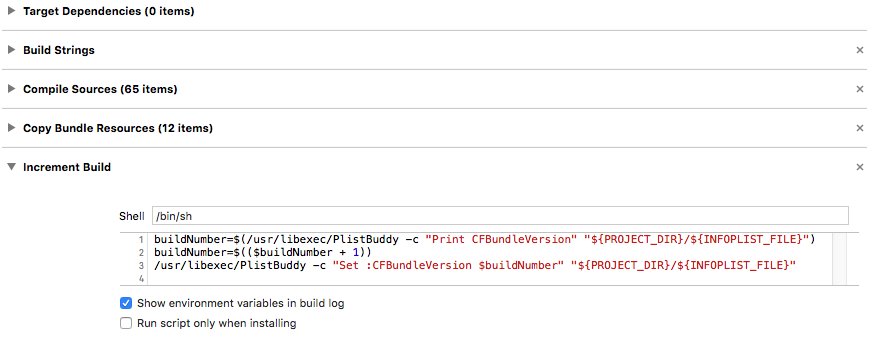 Target Dependencies (0 items)
Build Strings
Compile Sources (65 items)
Copy Bundle Resources (12 items)
Increment Build
Shell /bin/sh
1 buildNumber=$(/usr/libexec/PlistBuddy -c "Print CFBundleVersion" "${PROJECT_DIR}/${INFOPLIST_FILE}")
2 buildNumber=$(($buildNumber + 1))
3 /usr/libexec/PlistBuddy -c "Set :CFBundleVersion $buildNumber" "${PROJECT_DIR}/${INFOPLIST_FILE}"
4
Show environment variables in build log
Run script only when installing